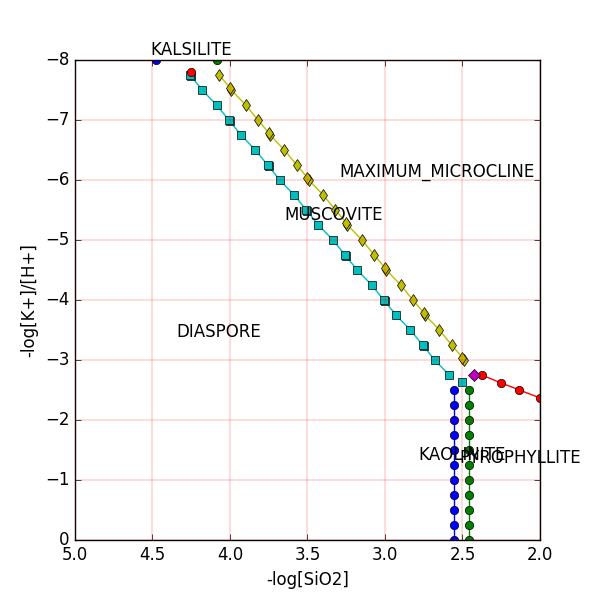 KALSILITE
−8
−7
MAXIMUM_MICROCLINE
−6
MUSCOVITE
−5
−4
DIASPORE
−3
−2
KAOLINITE
PYROPHYLLITE
−1
0
5.0 4.5 4.0 3.5 3.0 2.5 2.0
-log[SiO2]
-log[K+]/[H+]